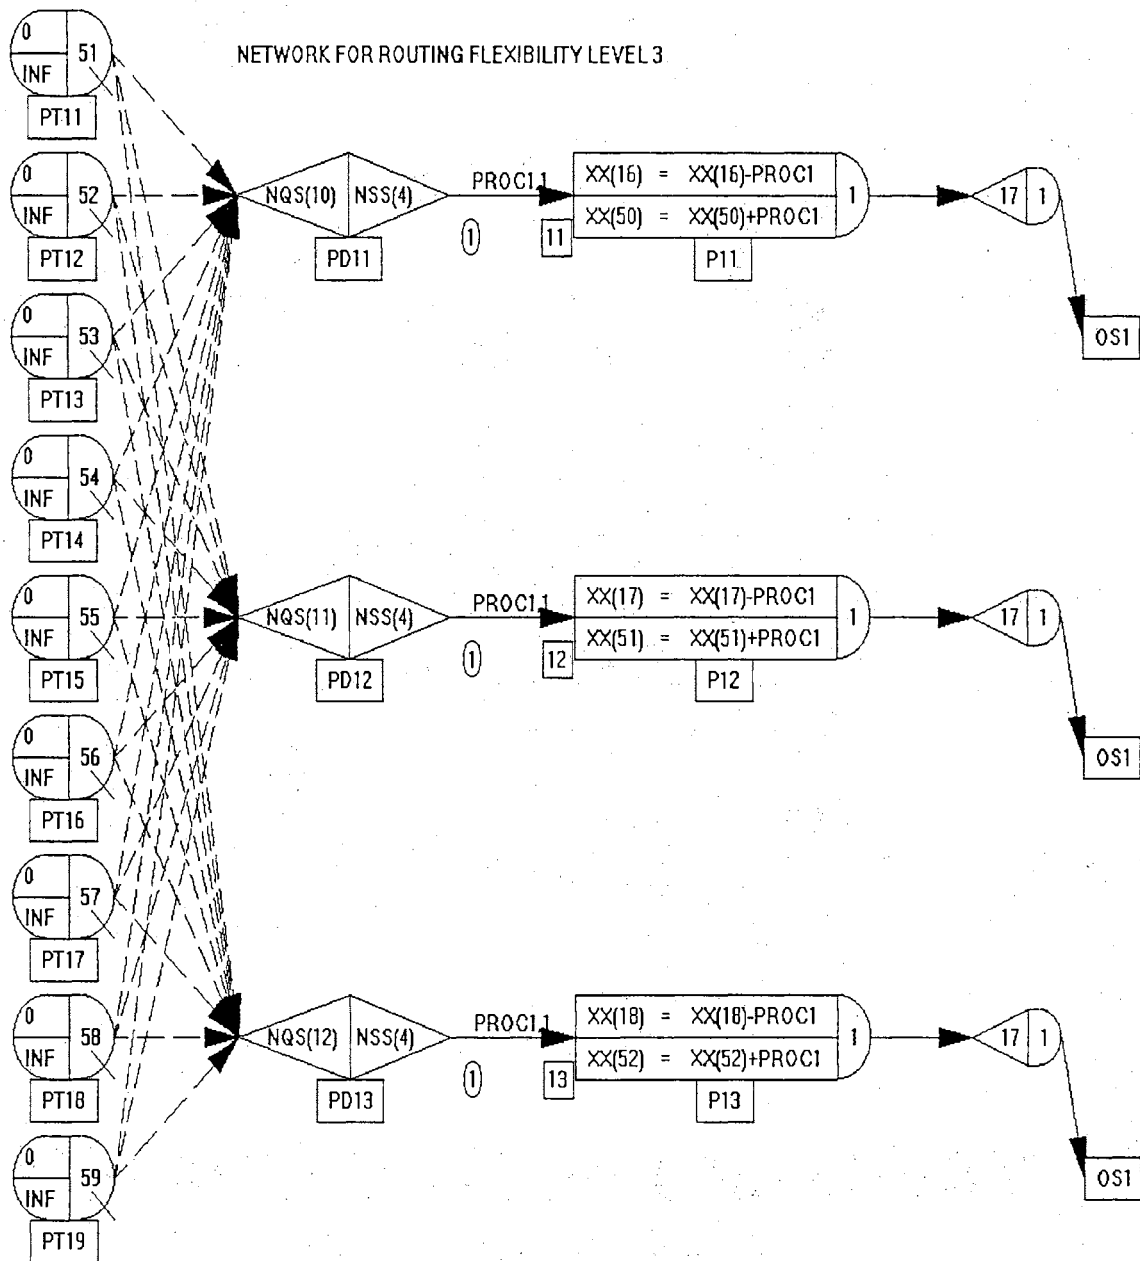 NETWORK FOR ROUTING FLEXIBILITY LEVEL 3
0
INF
51
PT11
0
INF
52
PT12
0
INF
53
PT13
0
INF
54
PT14
0
INF
55
PT15
0
INF
56
PT16
0
INF
57
PT17
0
INF
58
PT18
0
INF
59
PT19
NQS(10) NSS(4)
PD11
PROC1,1
1
11
XX(16) = XX(16)-PROC1
XX(50) = XX(50)+PROC1
1
P11
17 1
OS1
NQS(11) NSS(4)
PD12
PROC1,1
1
12
XX(17) = XX(17)-PROC1
XX(51) = XX(51)+PROC1
1
P12
17 1
OS1
NQS(12) NSS(4)
PD13
PROC1,1
1
13
XX(18) = XX(18)-PROC1
XX(52) = XX(52)+PROC1
1
P13
17 1
OS1